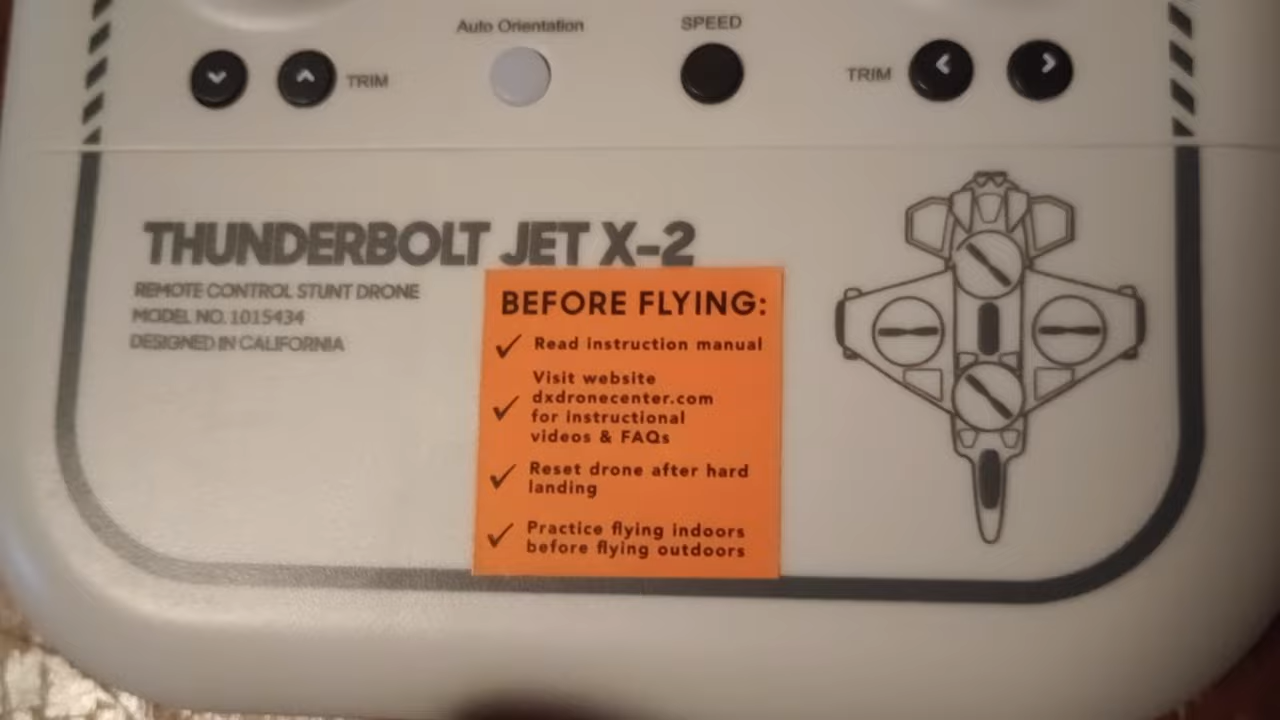 Auto Orientation
SPEED
TRIM
TRIM
THUNDERBOLT JET X-2
REMOTE CONTROL STUNT DRONE
MODEL NO. 1015434
DESIGNED IN CALIFORNIA
BEFORE FLYING:
✓ Read instruction manual
✓ Visit website
dxdronecenter.com
for instructional
videos & FAQs
✓ Reset drone after hard
landing
✓ Practice flying indoors
before flying outdoors